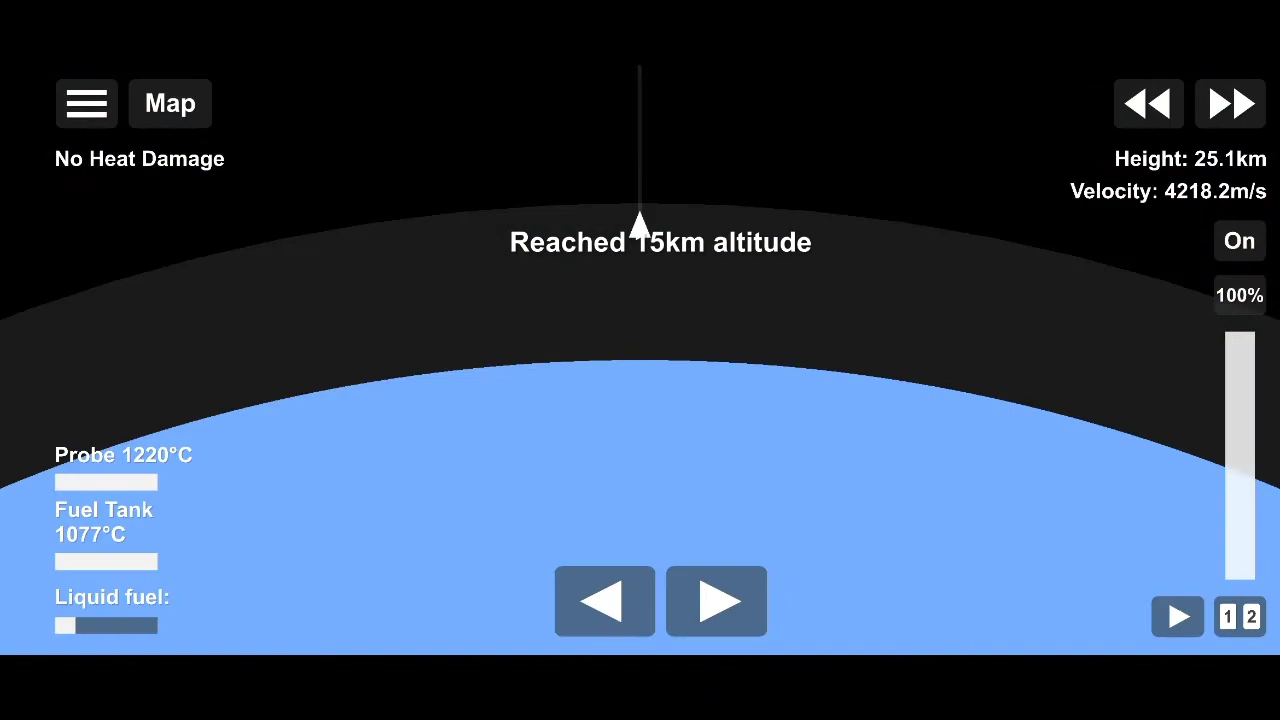 Map
No Heat Damage
Height: 25.1km
Velocity: 4218.2m/s
Reached 15km altitude
On
100%
Probe 1220°C
Fuel Tank
1077°C
Liquid fuel:
1 2